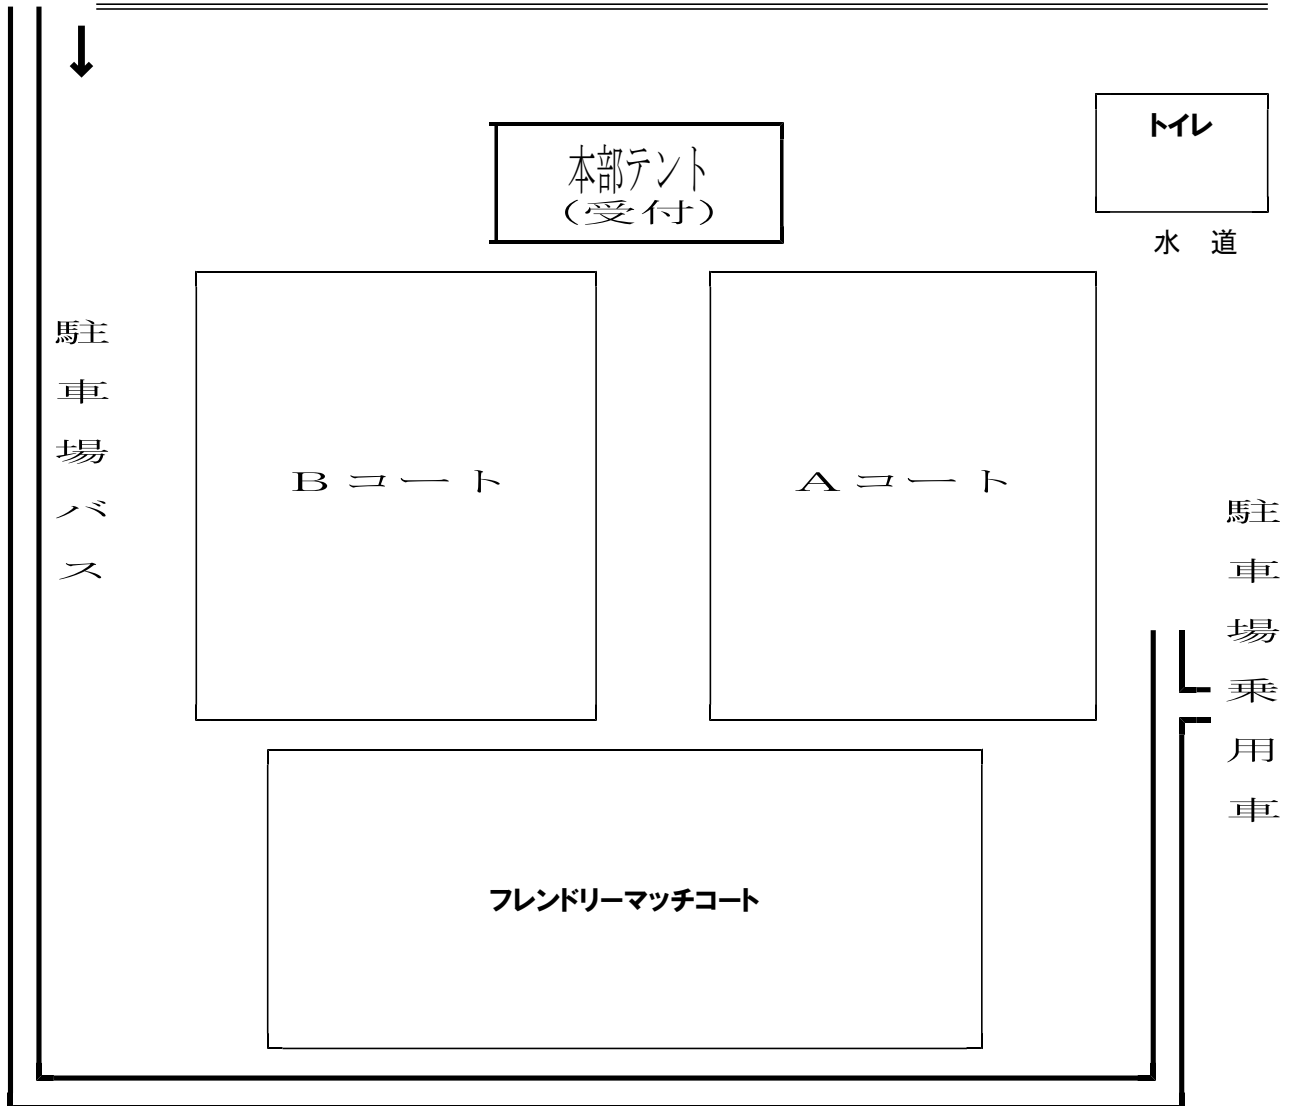 トイレ
本部テント
(受付)
水　道
駐車場バス
Ｂコート
Ａコート
駐車場乗用車
フレンドリーマッチコート